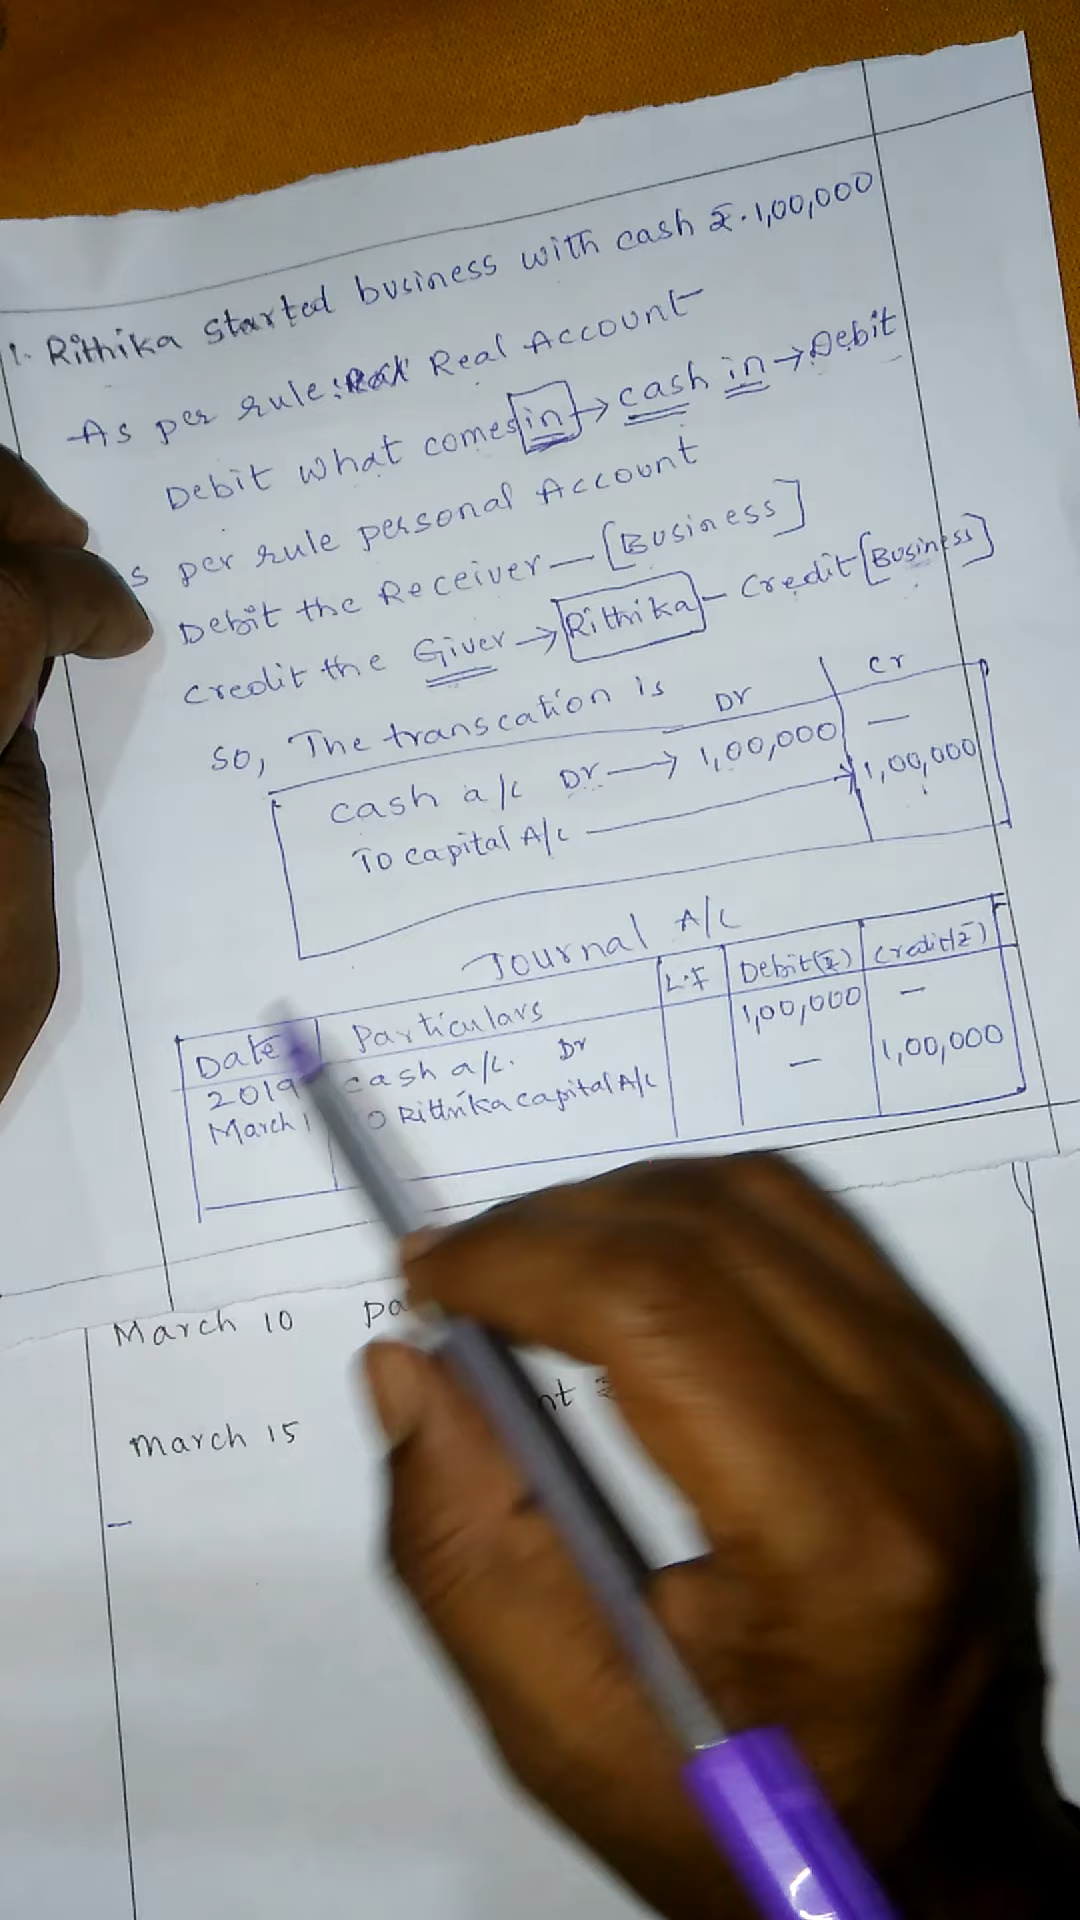 1. Rithika started business with cash ₹. 1,00,000
As per rule: Real Account
Debit what comes in → cash in → Debit
s per rule personal Account
Debit the Receiver — [Business]
credit the Giver → Rithika — credit [Business]
so, The transcation is
Dr cr
cash a/c Dr → 1,00,000 —
To capital A/c → 1,00,000
Journal A/c
Date Particulars L.F Debit(₹) credit(₹)
2019 cash a/c. Dr 1,00,000 —
March 1 o Rithika capital A/c — 1,00,000
March 10 pa
nt ₹
March 15
—